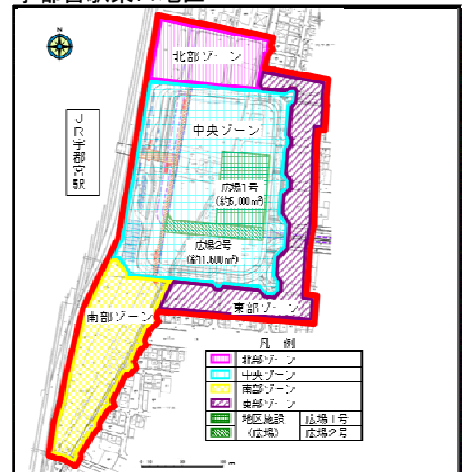 N
北部ゾーン
中央ゾーン
JR宇都宮駅
広場1号
(約6,000㎡)
広場2号
(約1,600㎡)
南部ゾーン
東部ゾーン
凡 例
北部ゾーン
中央ゾーン
南部ゾーン
東部ゾーン
地区施設 広場1号
(広場) 広場2号